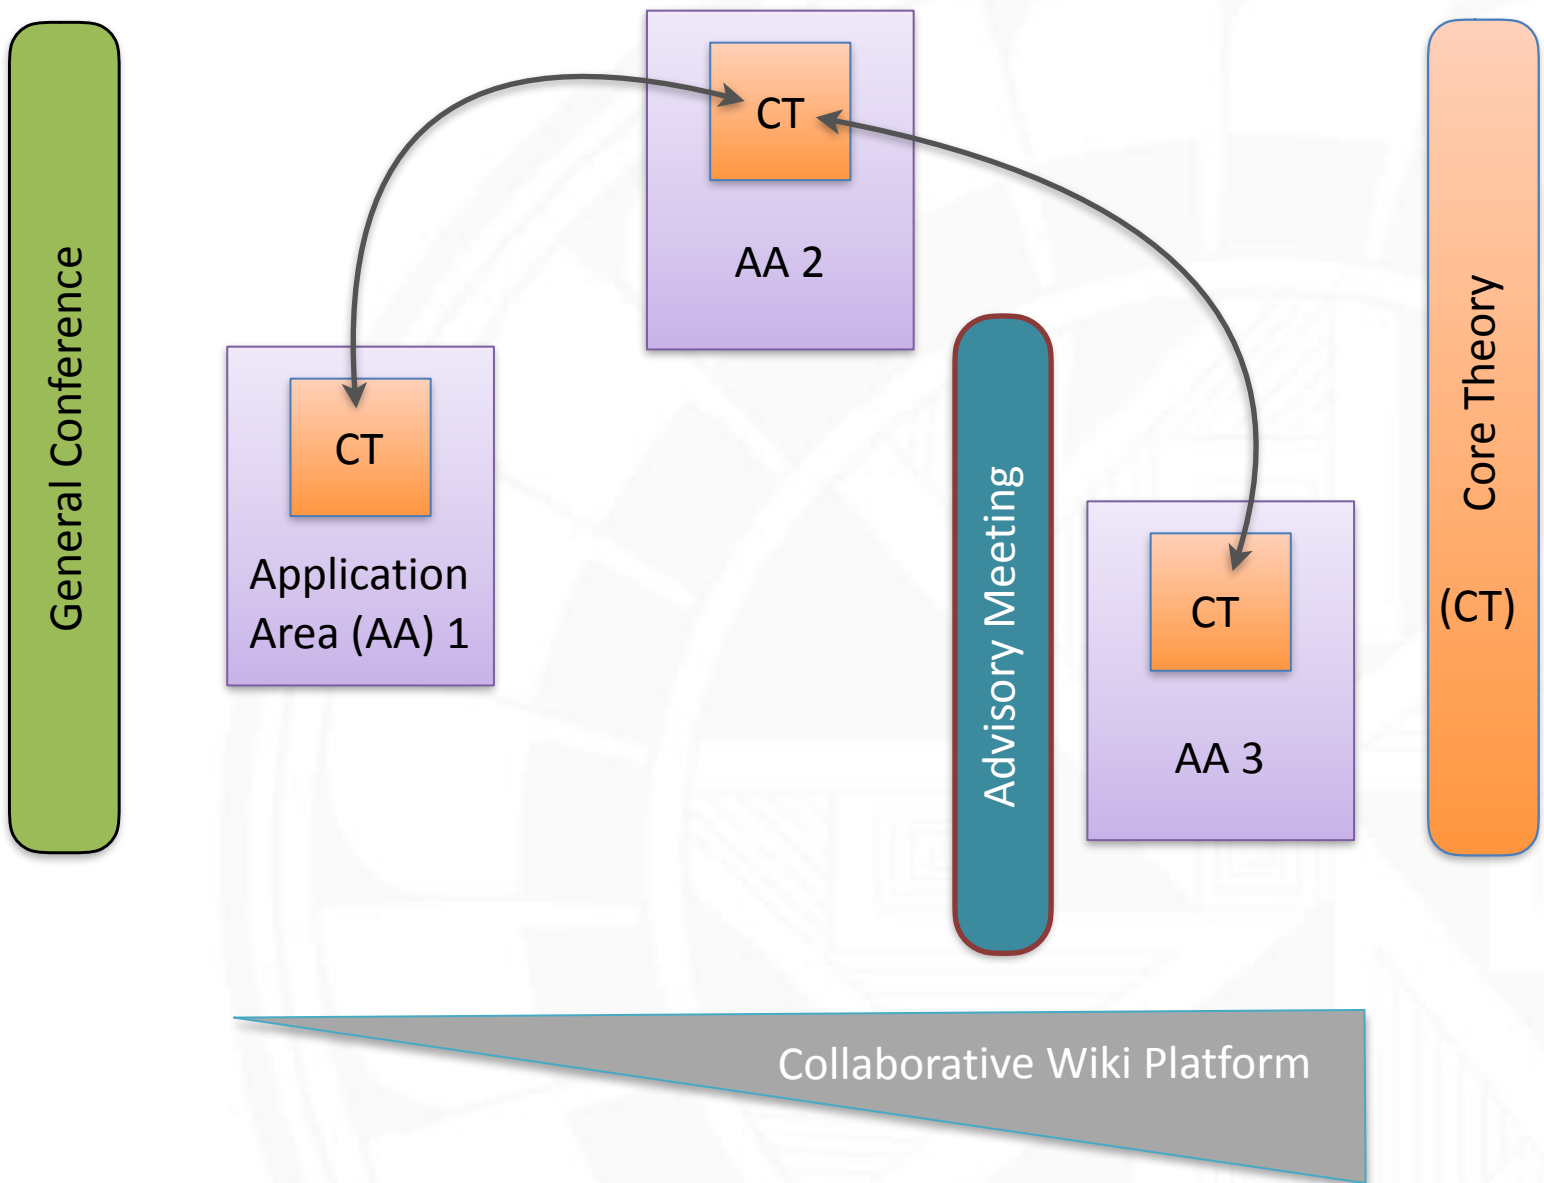 General Conference
CT
AA 2
CT
Application
Area (AA) 1
Advisory Meeting
CT
AA 3
Core Theory
(CT)
Collaborative Wiki Platform